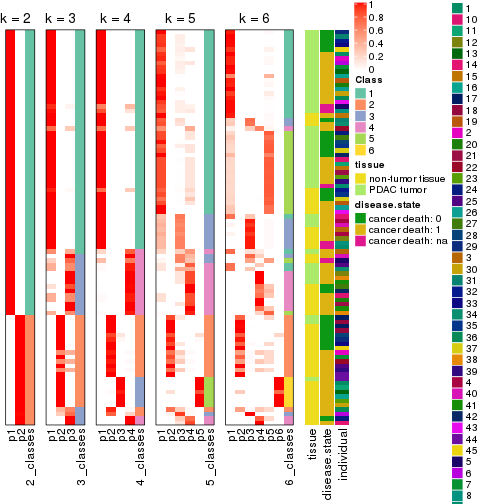 k = 2
k = 3
k = 4
k = 5
k = 6
p1
p2
2_classes
p1
p2
p3
3_classes
p1
p2
p3
p4
4_classes
p1
p2
p3
p4
p5
5_classes
p1
p2
p3
p4
p5
p6
6_classes
tissue
disease.state
individual
1
0.8
0.6
0.4
0.2
0
Class
1
2
3
4
5
6
tissue
non-tumor tissue
PDAC tumor
disease.state
cancer death: 0
cancer death: 1
cancer death: na
1
10
11
12
13
14
15
16
17
18
19
2
20
21
22
23
24
25
26
27
28
29
3
30
31
32
33
34
35
36
37
38
39
4
40
41
42
43
44
45
5
6
7
8